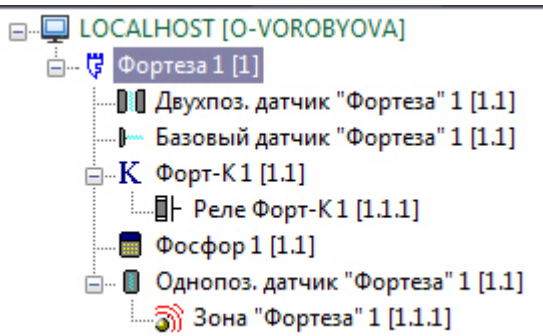 LOCALHOST [O-VOROBYOVA]
Фортеза 1 [1]
Двухпоз. датчик "Фортеза" 1 [1.1]
Базовый датчик "Фортеза" 1 [1.1]
К Форт-К 1 [1.1]
Реле Форт-К 1 [1.1.1]
Фосфор 1 [1.1]
Однопоз. датчик "Фортеза" 1 [1.1]
Зона "Фортеза" 1 [1.1.1]